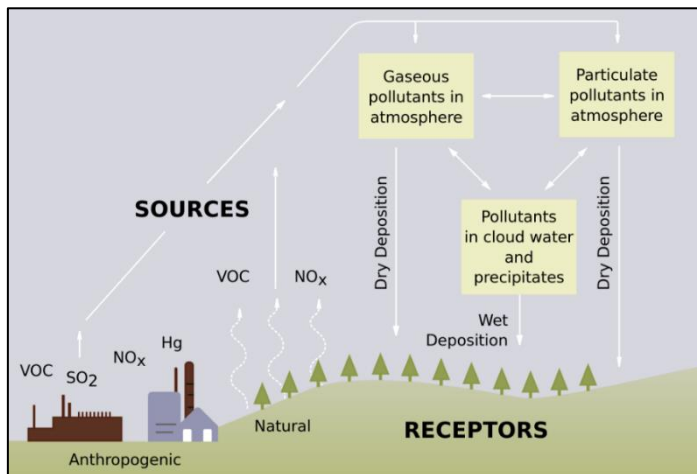 Gaseous
pollutants in
atmosphere
Particulate
pollutants in
atmosphere
SOURCES
Dry Deposition
Pollutants
in cloud water
and
precipitates
Dry Deposition
VOC
NOx
Wet
Deposition
VOC
SO2
NOx
Hg
Natural
RECEPTORS
Anthropogenic